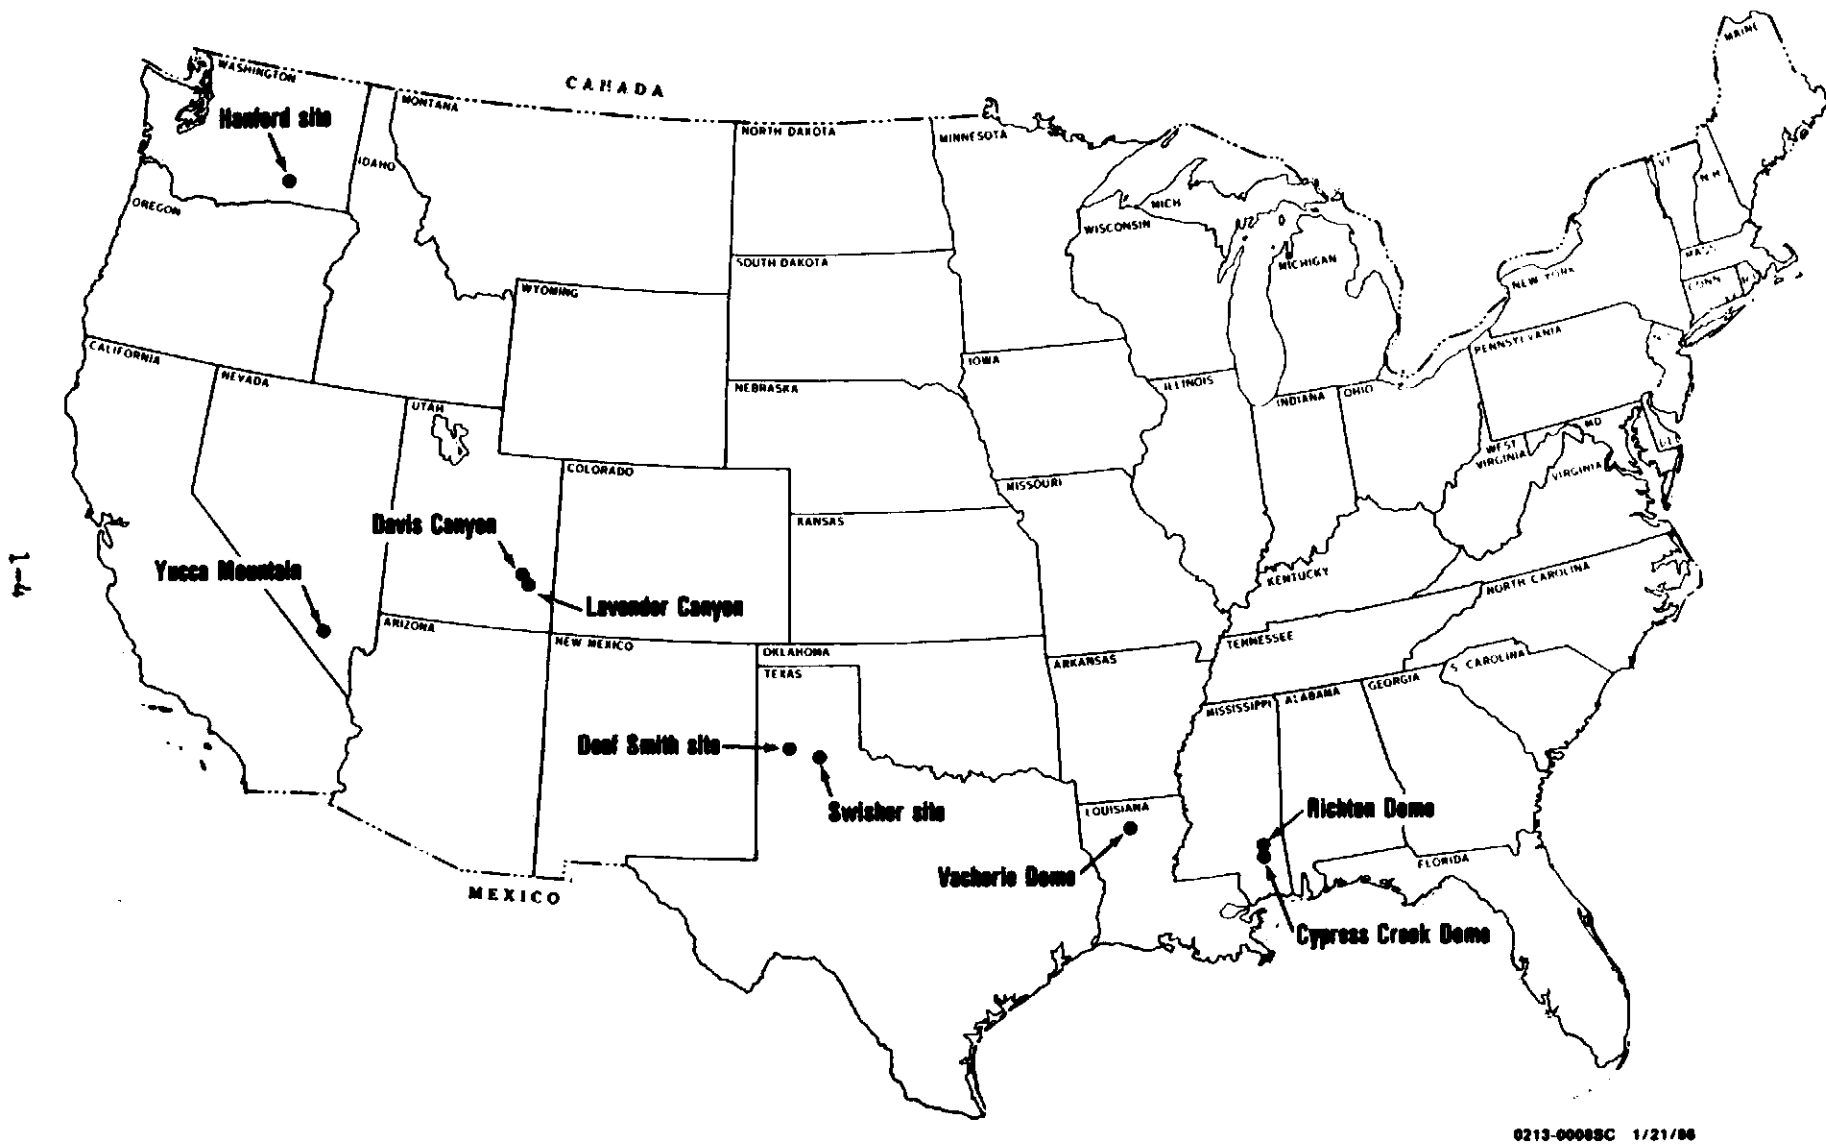 CANADA
MAINE
WASHINGTON
MONTANA
Hanford site
NORTH DAKOTA
MINNESOTA
IDAHO
VT
N H
MICH
OREGON
WISCONSIN
MASS
SOUTH DAKOTA
MICHIGAN
NEW YORK
CONN
R I
WYOMING
PENNSYLVANIA
CALIFORNIA
IOWA
NEVADA
NEBRASKA
ILLINOIS
INDIANA
OHIO
UTAH
MD
DEL
WEST
VIRGINIA
COLORADO
VIRGINIA
MISSOURI
KANSAS
Davis Canyon
1-4
Yucca Mountain
KENTUCKY
NORTH CAROLINA
Lavender Canyon
ARIZONA
NEW MEXICO
OKLAHOMA
TENNESSEE
TEXAS
ARKANSAS
S CAROLINA
GEORGIA
ALABAMA
MISSISSIPPI
Deaf Smith site
Swisher site
LOUISIANA
Richton Dome
FLORIDA
Vacherie Dome
MEXICO
Cypress Creek Dome
0213-0008SC 1/21/86